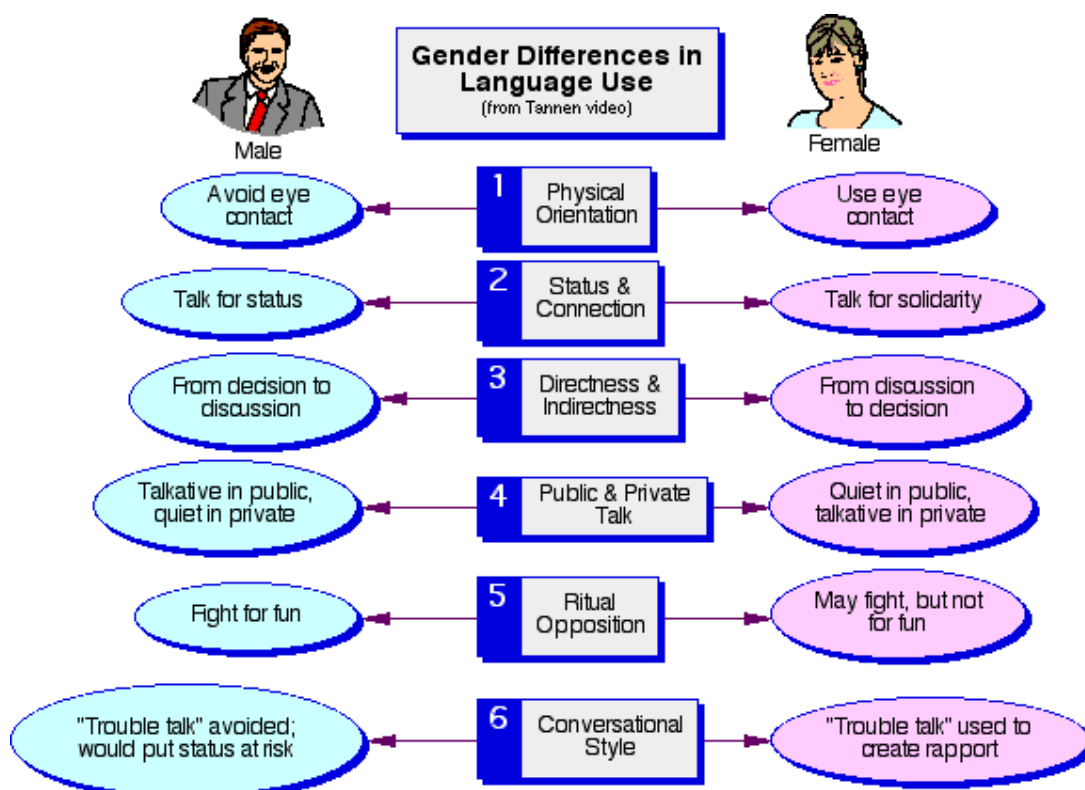 Gender Differences in
Language Use
(from Tannen video)
Male
Female
Avoid eye
contact
1
Physical
Orientation
Use eye
contact
Talk for status
2
Status &
Connection
Talk for solidarity
From decision to
discussion
3
Directness &
Indirectness
From discussion
to decision
Talkative in public,
quiet in private
4
Public & Private
Talk
Quiet in public,
talkative in private
Fight for fun
5
Ritual
Opposition
May fight, but not
for fun
"Trouble talk" avoided;
would put status at risk
6
Conversational
Style
"Trouble talk" used to
create rapport